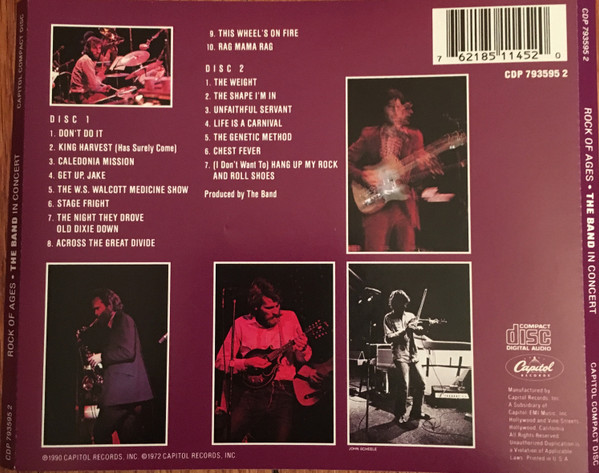 CAPITOL COMPACT DISC
ROCK OF AGES • THE BAND IN CONCERT
CDP 793595 2
DISC 1
1. DON'T DO IT
2. KING HARVEST (Has Surely Come)
3. CALEDONIA MISSION
4. GET UP, JAKE
5. THE W.S. WALCOTT MEDICINE SHOW
6. STAGE FRIGHT
7. THE NIGHT THEY DROVE
OLD DIXIE DOWN
8. ACROSS THE GREAT DIVIDE
9. THIS WHEEL'S ON FIRE
10. RAG MAMA RAG
DISC 2
1. THE WEIGHT
2. THE SHAPE I'M IN
3. UNFAITHFUL SERVANT
4. LIFE IS A CARNIVAL
5. THE GENETIC METHOD
6. CHEST FEVER
7. (I Don't Want To) HANG UP MY ROCK
AND ROLL SHOES
Produced by The Band
7 62185 11452 0
CDP 793595 2
JOHN SCHEELE
COMPACT
disc
DIGITAL AUDIO
Capitol
RECORDS
Manufactured by
Capitol Records, Inc.
A Subsidiary of
Capitol-EMI Music, Inc.
Hollywood and Vine Streets,
Hollywood, California
All Rights Reserved.
Unauthorized Duplication is
a Violation of Applicable
Laws. Printed in U.S.A.
©1990 CAPITOL RECORDS, INC. ©1972 CAPITOL RECORDS, INC.
CDP 793595 2
ROCK OF AGES • THE BAND IN CONCERT
CAPITOL COMPACT DISC